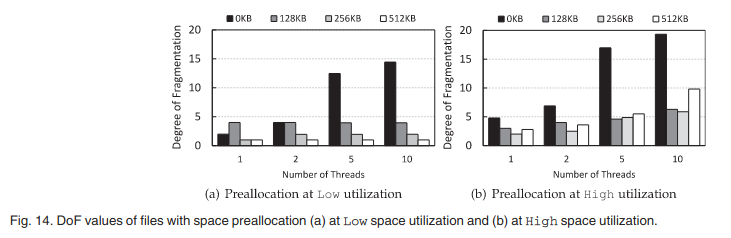 0KB 128KB 256KB 512KB
Degree of Fragmentation
20
15
10
5
0
1 2 5 10
Number of Threads
(a) Preallocation at Low utilization
0KB 128KB 256KB 512KB
Degree of Fragmentation
20
15
10
5
0
1 2 5 10
Number of Threads
(b) Preallocation at High utilization
Fig. 14. DoF values of files with space preallocation (a) at Low space utilization and (b) at High space utilization.